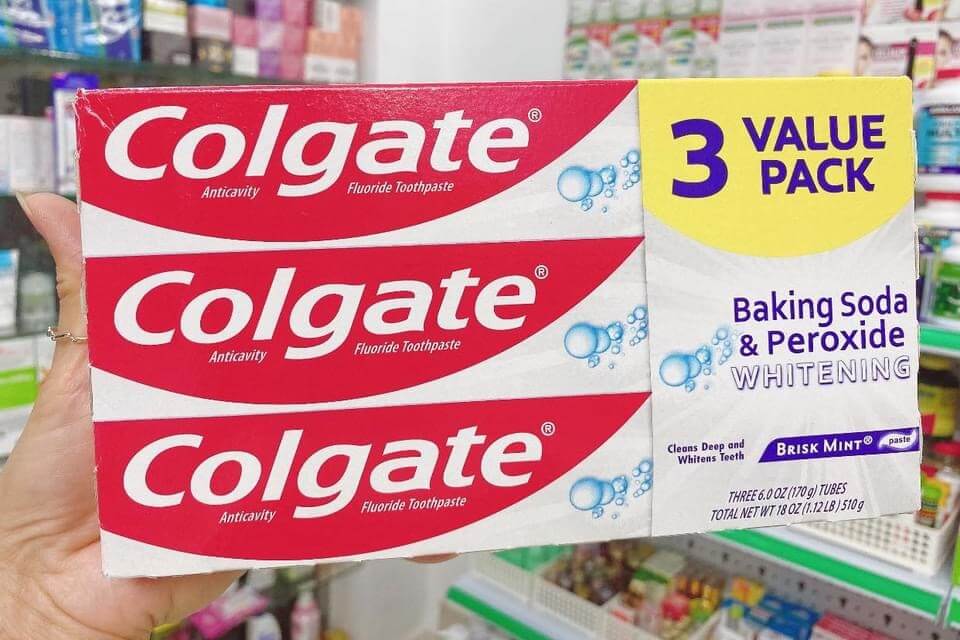 Colgate®
Anticavity Fluoride Toothpaste
Colgate®
Anticavity Fluoride Toothpaste
Colgate®
Anticavity Fluoride Toothpaste
3 VALUE
PACK
Baking Soda
& Peroxide
WHITENING
Cleans Deep and
Whitens Teeth
BRISK MINT® paste
THREE 6.0 OZ (170 g) TUBES
TOTAL NET WT 18 OZ (1.12 LB) 510 g